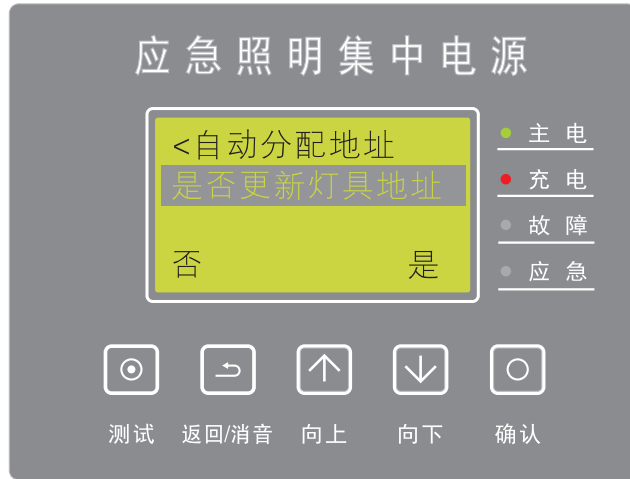 应急照明集中电源
<自动分配地址
是否更新灯具地址
否 是
主电
充电
故障
应急
测试 返回/消音 向上 向下 确认